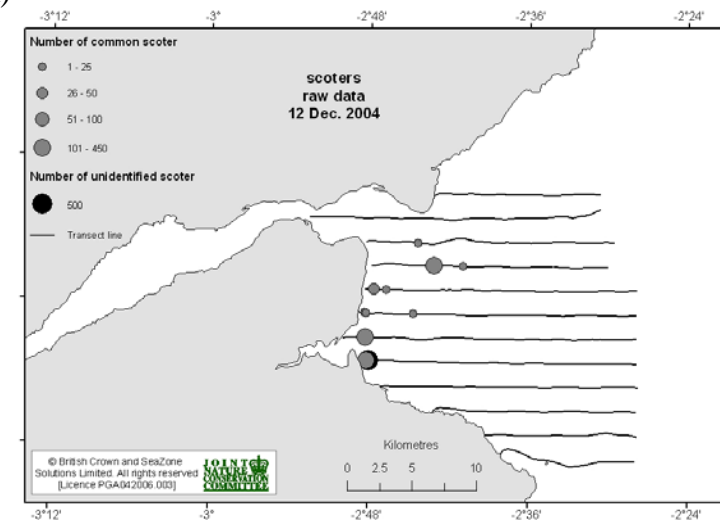 )
-3°12' -3° -2°48' -2°36' -2°24'
Number of common scoter
1 - 25
26 - 50
51 - 100
101 - 450
Number of unidentified scoter
500
Transect line
scoters
raw data
12 Dec. 2004
Kilometres
0 2.5 5 10
© British Crown and SeaZone
Solutions Limited. All rights reserved
[Licence PGA042006.003]
JOINT
NATURE
CONSERVATION
COMMITTEE
-3°12' -3° -2°48' -2°36' -2°24'